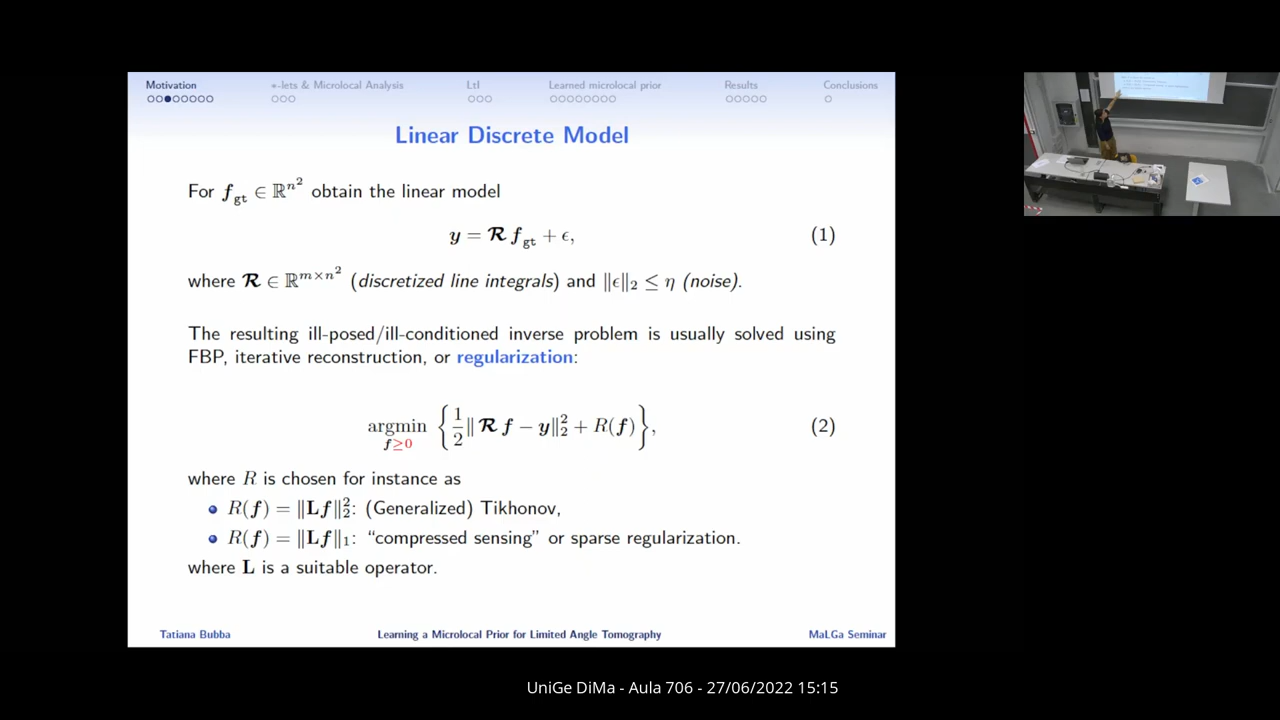 Motivation *-lets & Microlocal Analysis LtI Learned microlocal prior Results Conclusions
Linear Discrete Model
For f_gt ∈ ℝ^{n²} obtain the linear model
y = 𝓡 f_gt + ϵ, (1)
where 𝓡 ∈ ℝ^{m×n²} (discretized line integrals) and ‖ϵ‖₂ ≤ η (noise).
The resulting ill-posed/ill-conditioned inverse problem is usually solved using
FBP, iterative reconstruction, or regularization:
argmin_{f≥0} { 1/2 ‖ 𝓡 f − y‖₂² + R(f) }, (2)
where R is chosen for instance as
R(f) = ‖Lf‖₂²: (Generalized) Tikhonov,
R(f) = ‖Lf‖₁: “compressed sensing” or sparse regularization.
where L is a suitable operator.
Tatiana Bubba Learning a Microlocal Prior for Limited Angle Tomography MaLGa Seminar
UniGe DiMa - Aula 706 - 27/06/2022 15:15